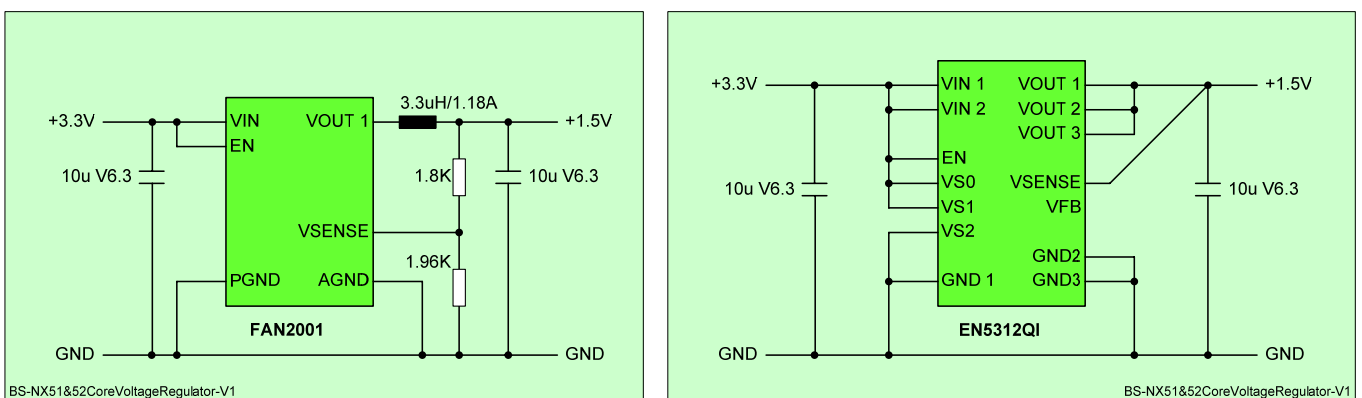 3.3uH/1.18A
+3.3V
VIN
VOUT 1
+1.5V
EN
10u V6.3
1.8K
10u V6.3
VSENSE
1.96K
PGND
AGND
FAN2001
GND
GND
BS-NX51&52CoreVoltageRegulator-V1
+3.3V
VIN 1
VOUT 1
+1.5V
VIN 2
VOUT 2
VOUT 3
EN
10u V6.3
VS0
VSENSE
10u V6.3
VS1
VFB
VS2
GND2
GND 1
GND3
EN5312QI
GND
GND
BS-NX51&52CoreVoltageRegulator-V1